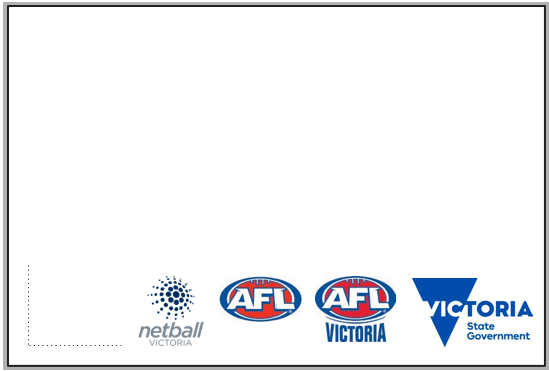 netball
VICTORIA
AFL
AFL
VICTORIA
VICTORIA
State
Government